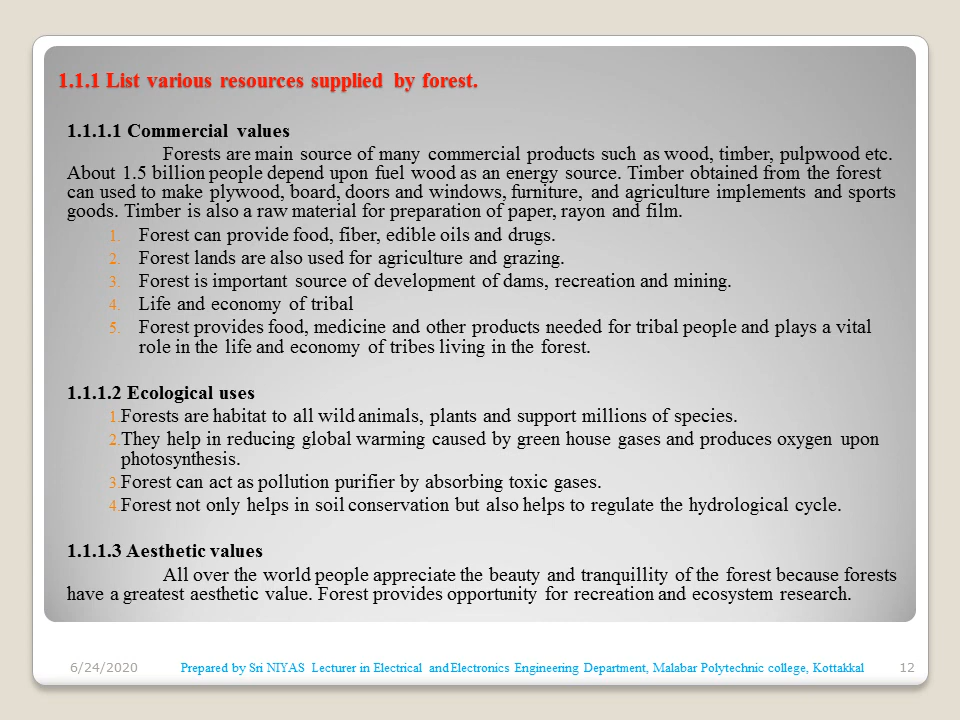 1.1.1 List various resources supplied by forest.
1.1.1.1 Commercial values
Forests are main source of many commercial products such as wood, timber, pulpwood etc.
About 1.5 billion people depend upon fuel wood as an energy source. Timber obtained from the forest
can used to make plywood, board, doors and windows, furniture, and agriculture implements and sports
goods. Timber is also a raw material for preparation of paper, rayon and film.
1. Forest can provide food, fiber, edible oils and drugs.
2. Forest lands are also used for agriculture and grazing.
3. Forest is important source of development of dams, recreation and mining.
4. Life and economy of tribal
5. Forest provides food, medicine and other products needed for tribal people and plays a vital
role in the life and economy of tribes living in the forest.
1.1.1.2 Ecological uses
1. Forests are habitat to all wild animals, plants and support millions of species.
2. They help in reducing global warming caused by green house gases and produces oxygen upon
photosynthesis.
3. Forest can act as pollution purifier by absorbing toxic gases.
4. Forest not only helps in soil conservation but also helps to regulate the hydrological cycle.
1.1.1.3 Aesthetic values
All over the world people appreciate the beauty and tranquillity of the forest because forests
have a greatest aesthetic value. Forest provides opportunity for recreation and ecosystem research.
6/24/2020 Prepared by Sri NIYAS Lecturer in Electrical and Electronics Engineering Department, Malabar Polytechnic college, Kottakkal 12